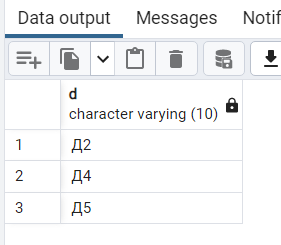 Data output Messages Notif
d
character varying (10)
1 Д2
2 Д4
3 Д5